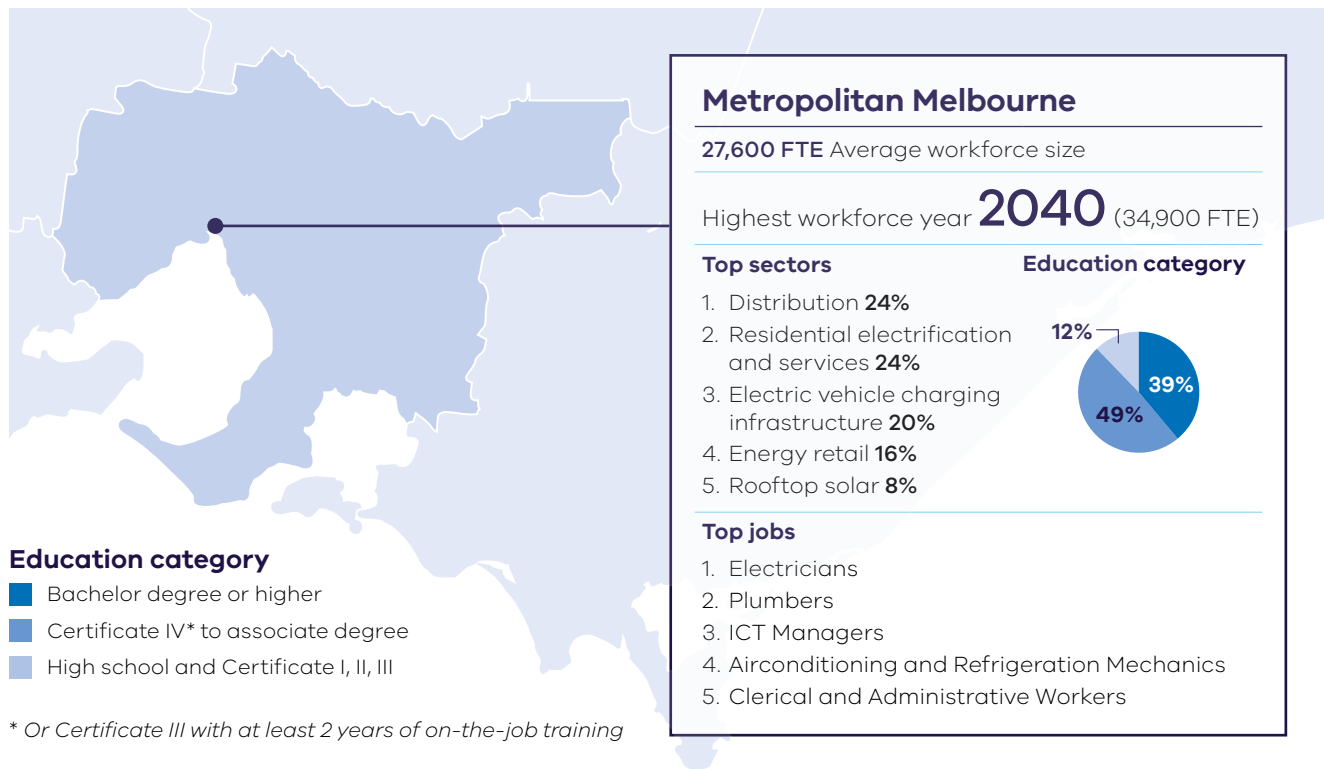 Metropolitan Melbourne
27,600 FTE Average workforce size
Highest workforce year 2040 (34,900 FTE)
Top sectors
1. Distribution 24%
2. Residential electrification
and services 24%
3. Electric vehicle charging
infrastructure 20%
4. Energy retail 16%
5. Rooftop solar 8%
Education category
12%
39%
49%
Top jobs
1. Electricians
2. Plumbers
3. ICT Managers
4. Airconditioning and Refrigeration Mechanics
5. Clerical and Administrative Workers
Education category
Bachelor degree or higher
Certificate IV* to associate degree
High school and Certificate I, II, III
* Or Certificate III with at least 2 years of on-the-job training